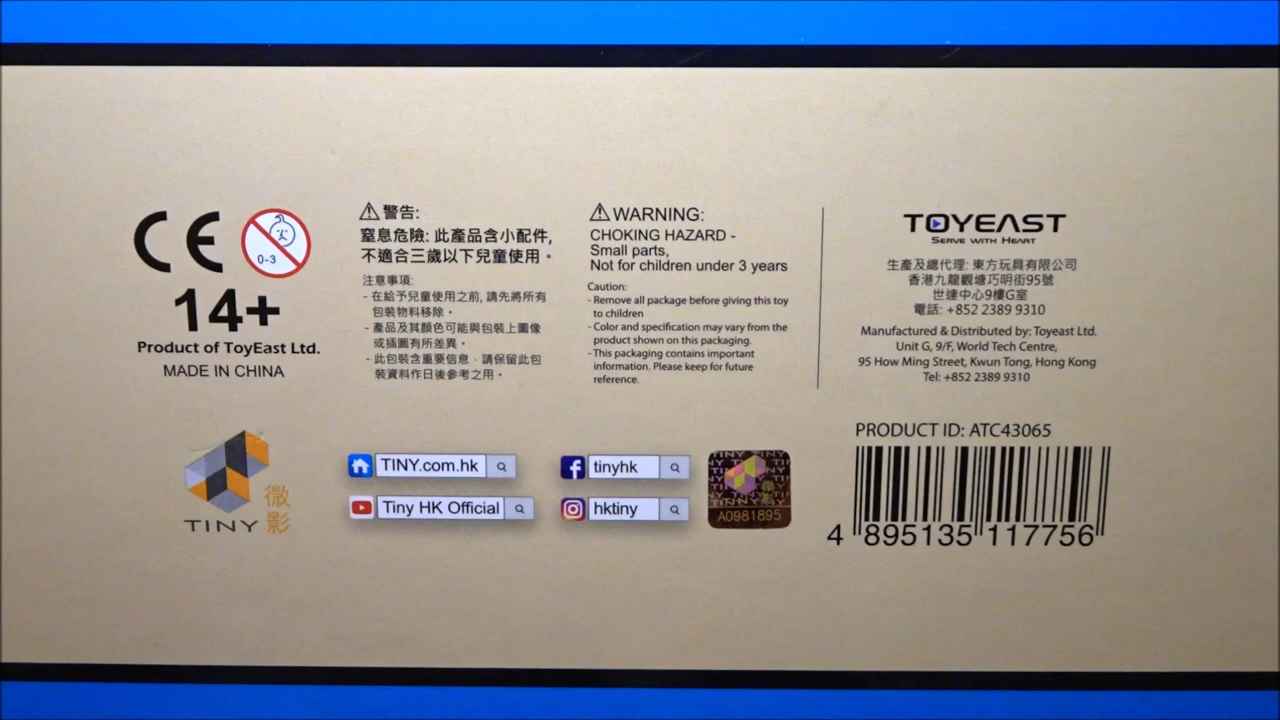 CE
0-3
14+
Product of ToyEast Ltd.
MADE IN CHINA
警告:
窒息危險: 此產品含小配件,
不適合三歲以下兒童使用。
注意事項:
- 在給予兒童使用之前, 請先將所有
包裝物料移除。
- 產品及其顏色可能與包裝上圖像
或插圖有所差異。
- 此包裝含重要信息﹐請保留此包
裝資料作日後參考之用。
WARNING:
CHOKING HAZARD -
Small parts,
Not for children under 3 years
Caution:
- Remove all package before giving this toy
to children
- Color and specification may vary from the
product shown on this packaging.
- This packaging contains important
information. Please keep for future
reference.
TOYEAST
SERVE WITH HEART
生產及總代理: 東方玩具有限公司
香港九龍觀塘巧明街95號
世達中心9樓G室
電話: +852 2389 9310
Manufactured & Distributed by: Toyeast Ltd.
Unit G, 9/F, World Tech Centre,
95 How Ming Street, Kwun Tong, Hong Kong
Tel: +852 2389 9310
TINY 微影
TINY.com.hk
Tiny HK Official
tinyhk
hktiny
TINY 微影
A0981895
PRODUCT ID: ATC43065
4 895135 117756